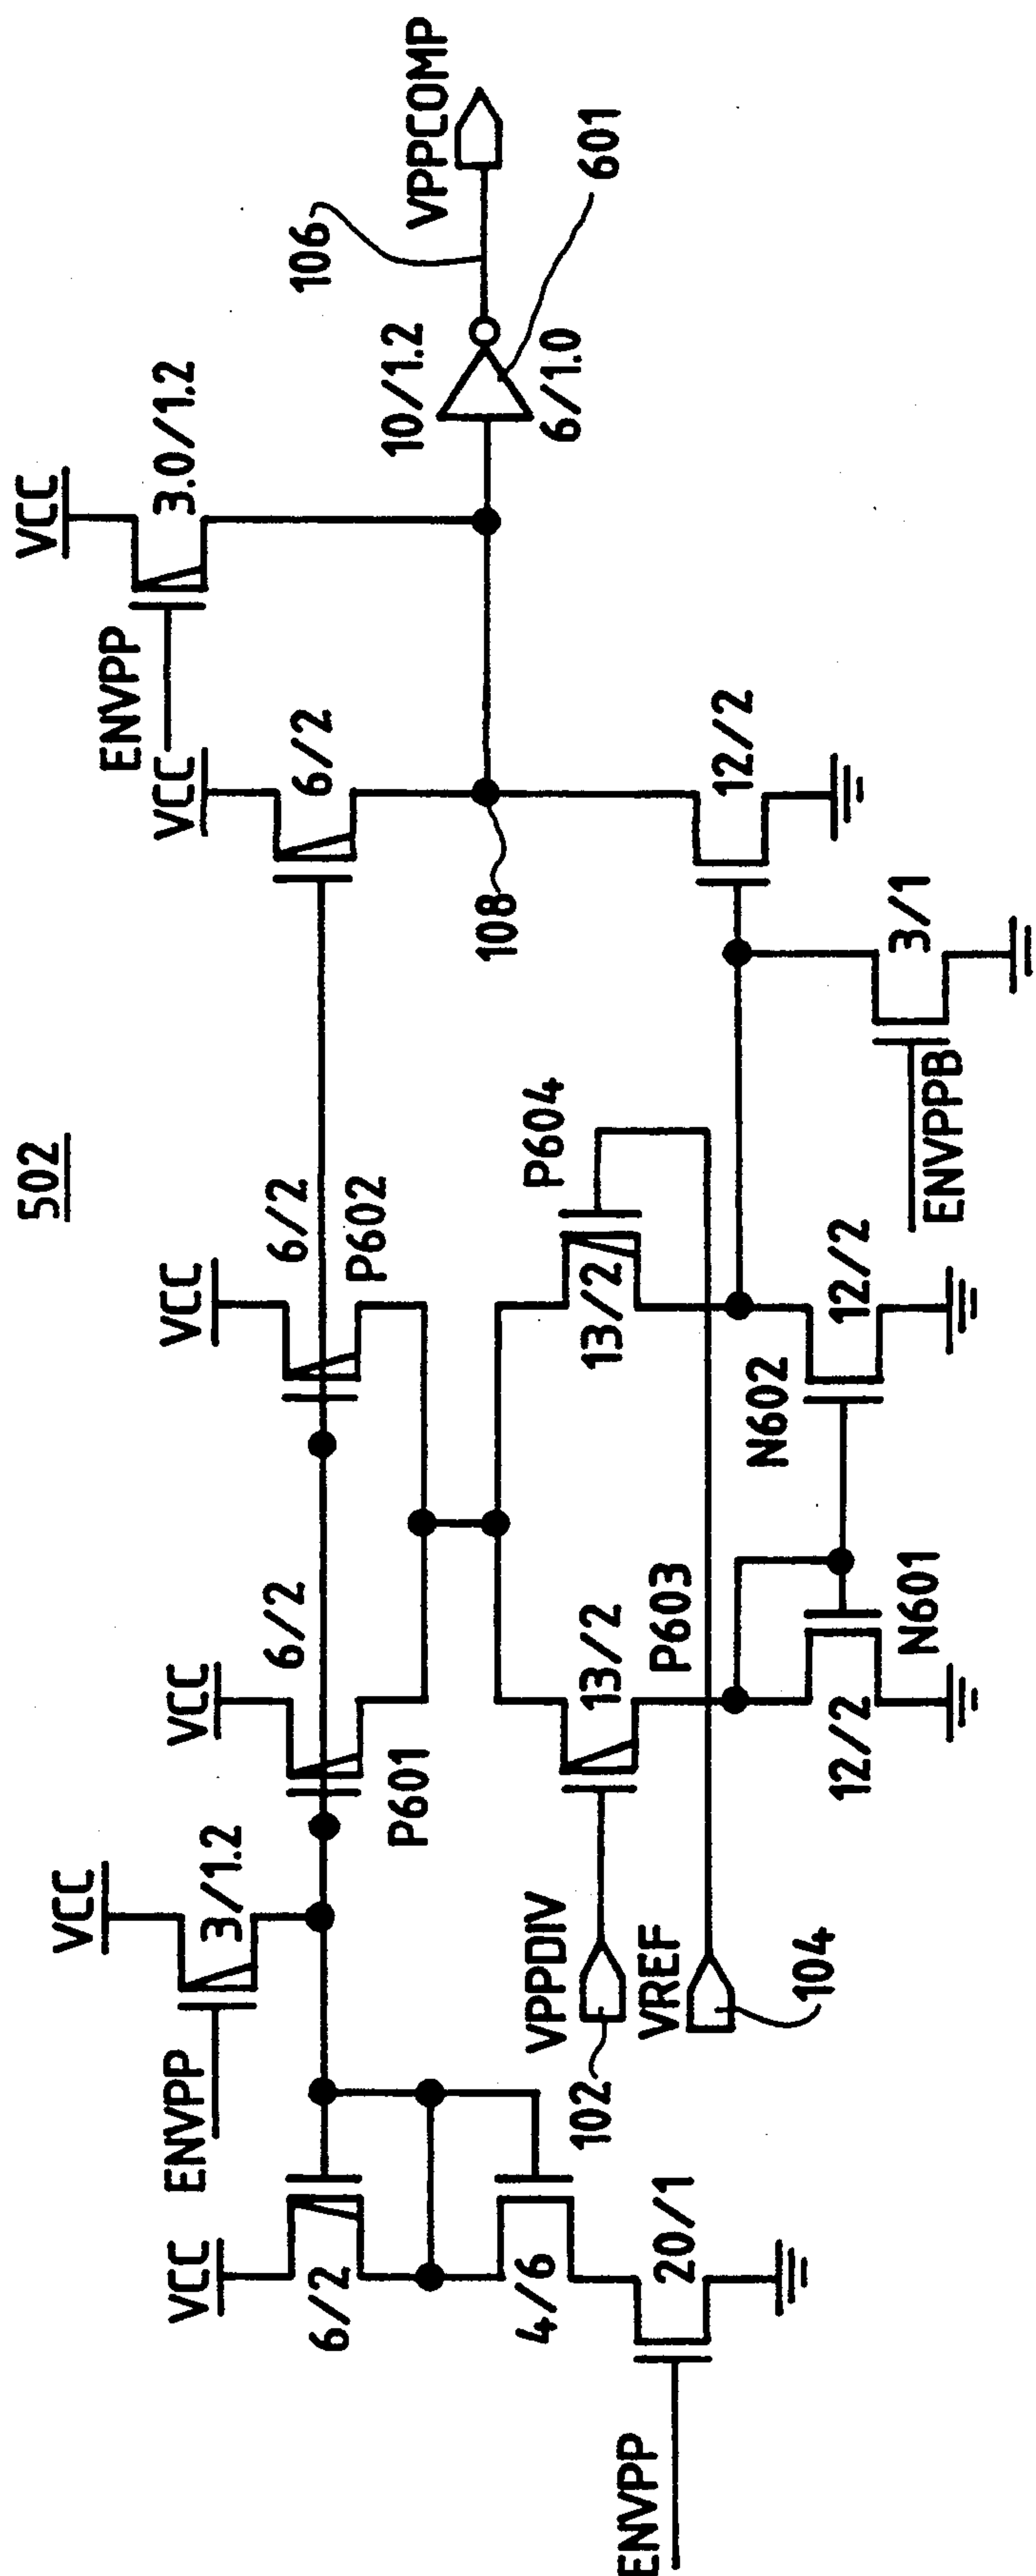 502
VCC
ENVPP
3.0/1.2
VCC
VCC
VCC
VCC
VCC
ENVPP
3/1.2
6/2
6/2
6/2
6/2
P601
P602
106
VPPCOMP
10/1.2
6/1.0
601
108
4/6
VPPDIV
102
13/2
P603
13/2
P604
VREF
104
20/1
ENVPP
12/2
N601
N602
12/2
12/2
3/1
ENVPPB